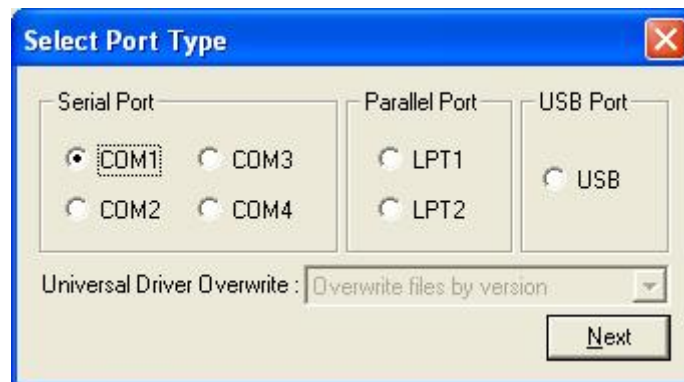 Select Port Type
Serial Port
Parallel Port
USB Port
COM1 COM3
LPT1
USB
COM2 COM4
LPT2
Universal Driver Overwrite : Overwrite files by version
Next